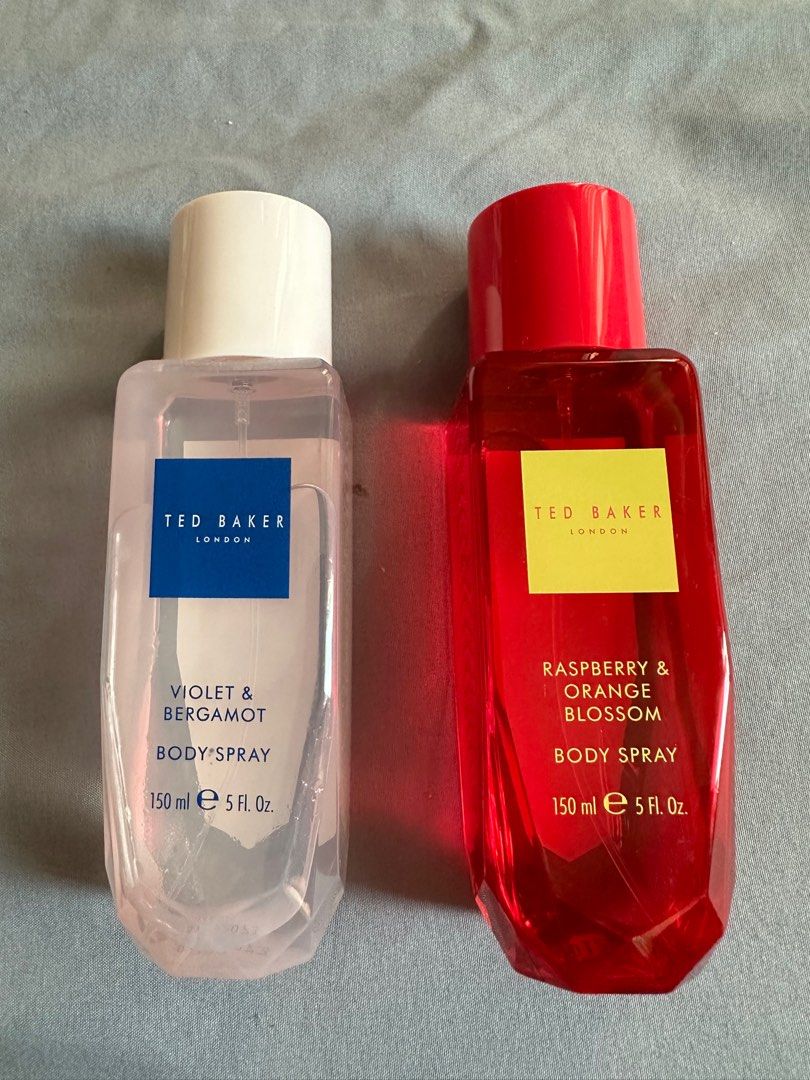 TED BAKER
LONDON
VIOLET &
BERGAMOT
BODY SPRAY
150 ml e 5 Fl. Oz.
TED BAKER
LONDON
RASPBERRY &
ORANGE
BLOSSOM
BODY SPRAY
150 ml e 5 Fl. Oz.